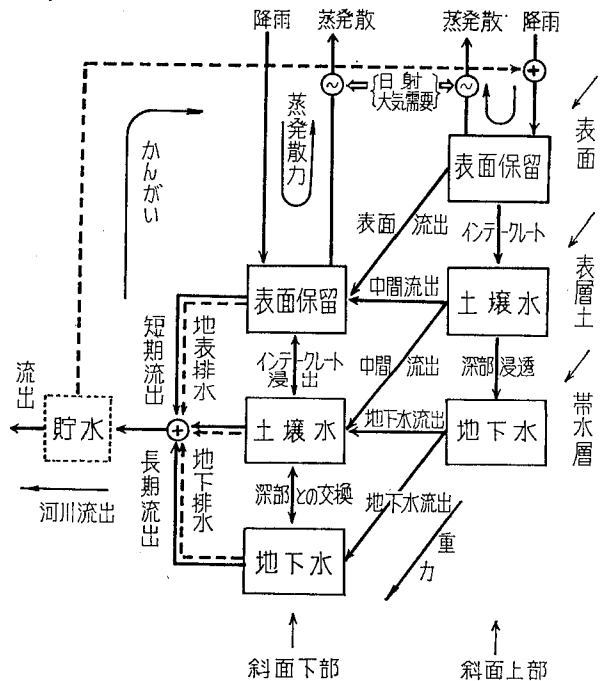 降雨
蒸発散
蒸発散
降雨
日射
大気需要
蒸発散力
かんがい
表面
表面保留
表面流出
インテークレート
表層土
中間流出
土壌水
表面保留
短期流出
地表排水
インテークレート
浸出
中間流出
深部浸透
帯水層
流出
貯水
土壌水
地下水流出
地下水
河川流出
長期流出
地下排水
深部との交換
地下水流出
重力
地下水
斜面下部
斜面上部